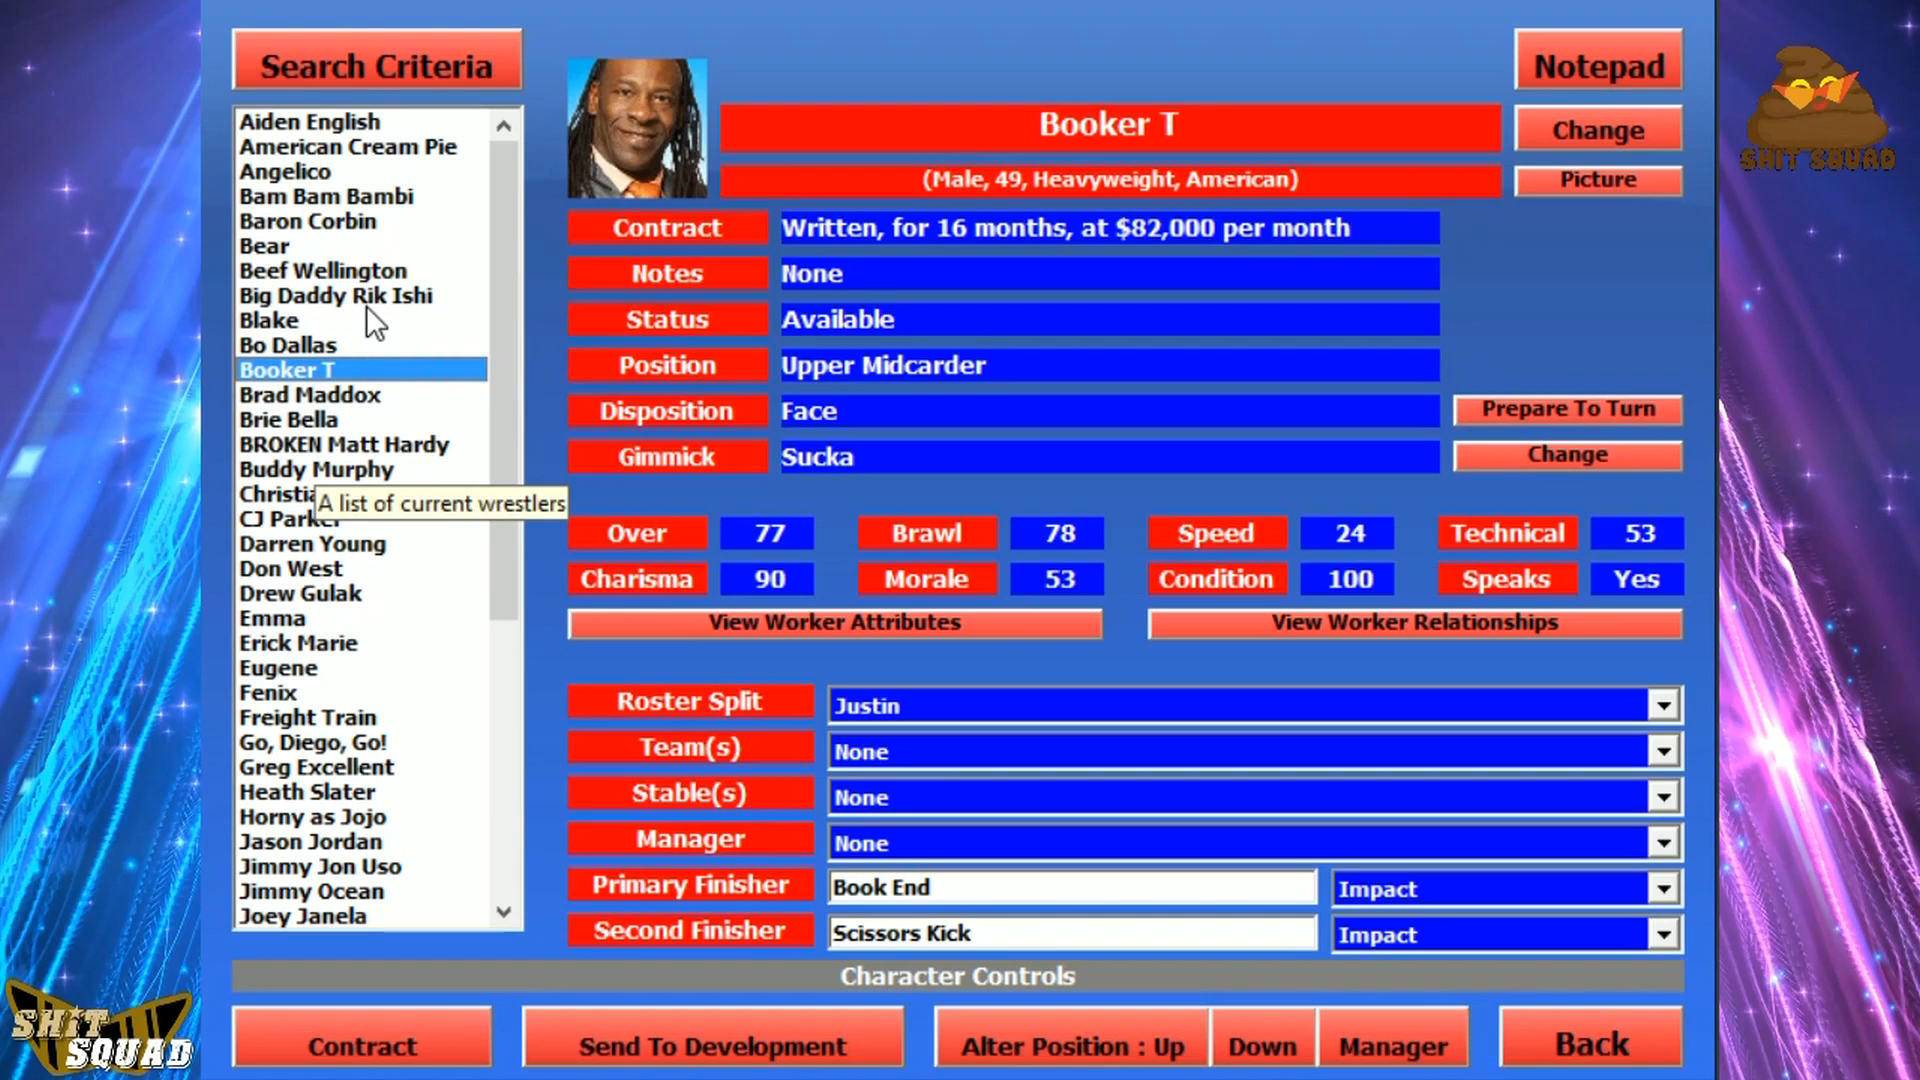 Search Criteria
Notepad
Aiden English
American Cream Pie
Angelico
Bam Bam Bambi
Baron Corbin
Bear
Beef Wellington
Big Daddy Rik Ishi
Blake
Bo Dallas
Booker T
Brad Maddox
Brie Bella
BROKEN Matt Hardy
Buddy Murphy
Christia
A list of current wrestlers
CJ Parker
Darren Young
Don West
Drew Gulak
Emma
Erick Marie
Eugene
Fenix
Freight Train
Go, Diego, Go!
Greg Excellent
Heath Slater
Horny as Jojo
Jason Jordan
Jimmy Jon Uso
Jimmy Ocean
Joey Janela
Booker T
Change
(Male, 49, Heavyweight, American)
Picture
Contract Written, for 16 months, at $82,000 per month
Notes None
Status Available
Position Upper Midcarder
Disposition Face Prepare To Turn
Gimmick Sucka Change
Over 77 Brawl 78 Speed 24 Technical 53
Charisma 90 Morale 53 Condition 100 Speaks Yes
View Worker Attributes View Worker Relationships
Roster Split Justin
Team(s) None
Stable(s) None
Manager None
Primary Finisher Book End Impact
Second Finisher Scissors Kick Impact
Character Controls
Contract Send To Development Alter Position : Up Down Manager Back
SHIT SQUAD
SHIT
SQUAD